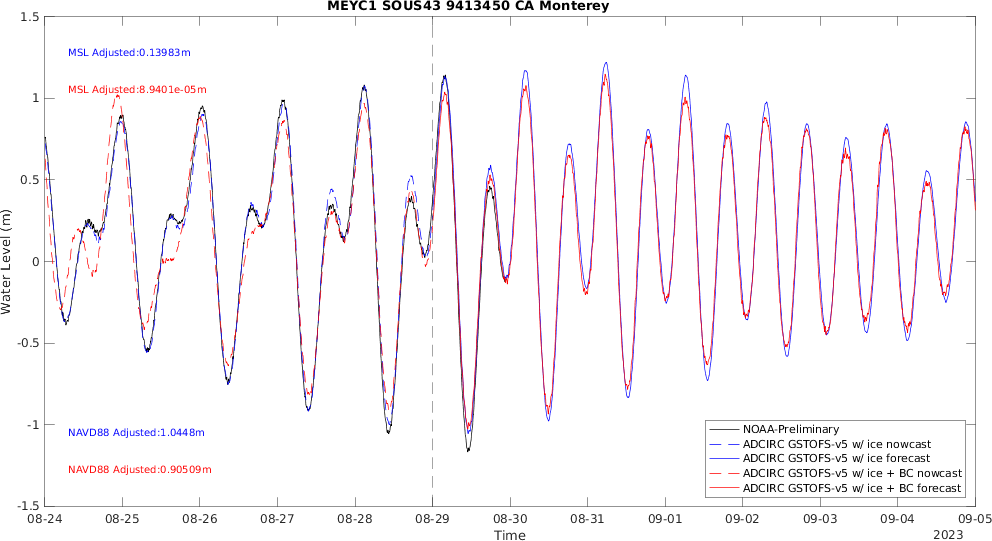 MEYC1 SOUS43 9413450 CA Monterey
1.5
1
0.5
0
-0.5
-1
-1.5
Water Level (m)
MSL Adjusted:0.13983m
MSL Adjusted:8.9401e-05m
NAVD88 Adjusted:1.0448m
NAVD88 Adjusted:0.90509m
NOAA-Preliminary
ADCIRC GSTOFS-v5 w/ ice nowcast
ADCIRC GSTOFS-v5 w/ ice forecast
ADCIRC GSTOFS-v5 w/ ice + BC nowcast
ADCIRC GSTOFS-v5 w/ ice + BC forecast
08-24 08-25 08-26 08-27 08-28 08-29 08-30 08-31 09-01 09-02 09-03 09-04 09-05
Time
2023